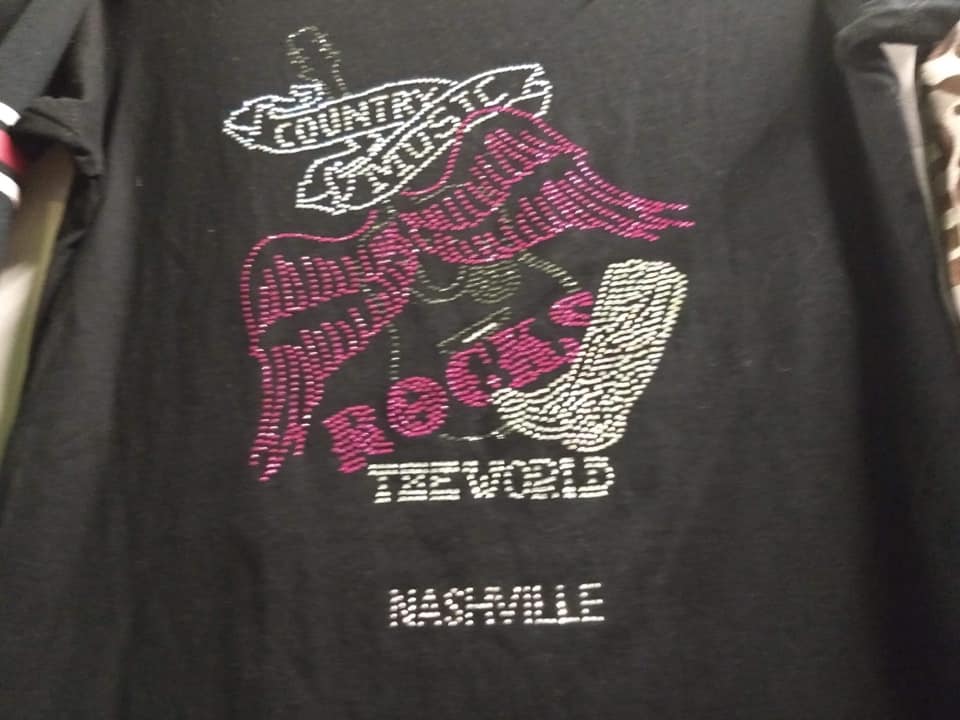 COUNTRY
MUSIC
ROCKS
THE WORLD
NASHVILLE